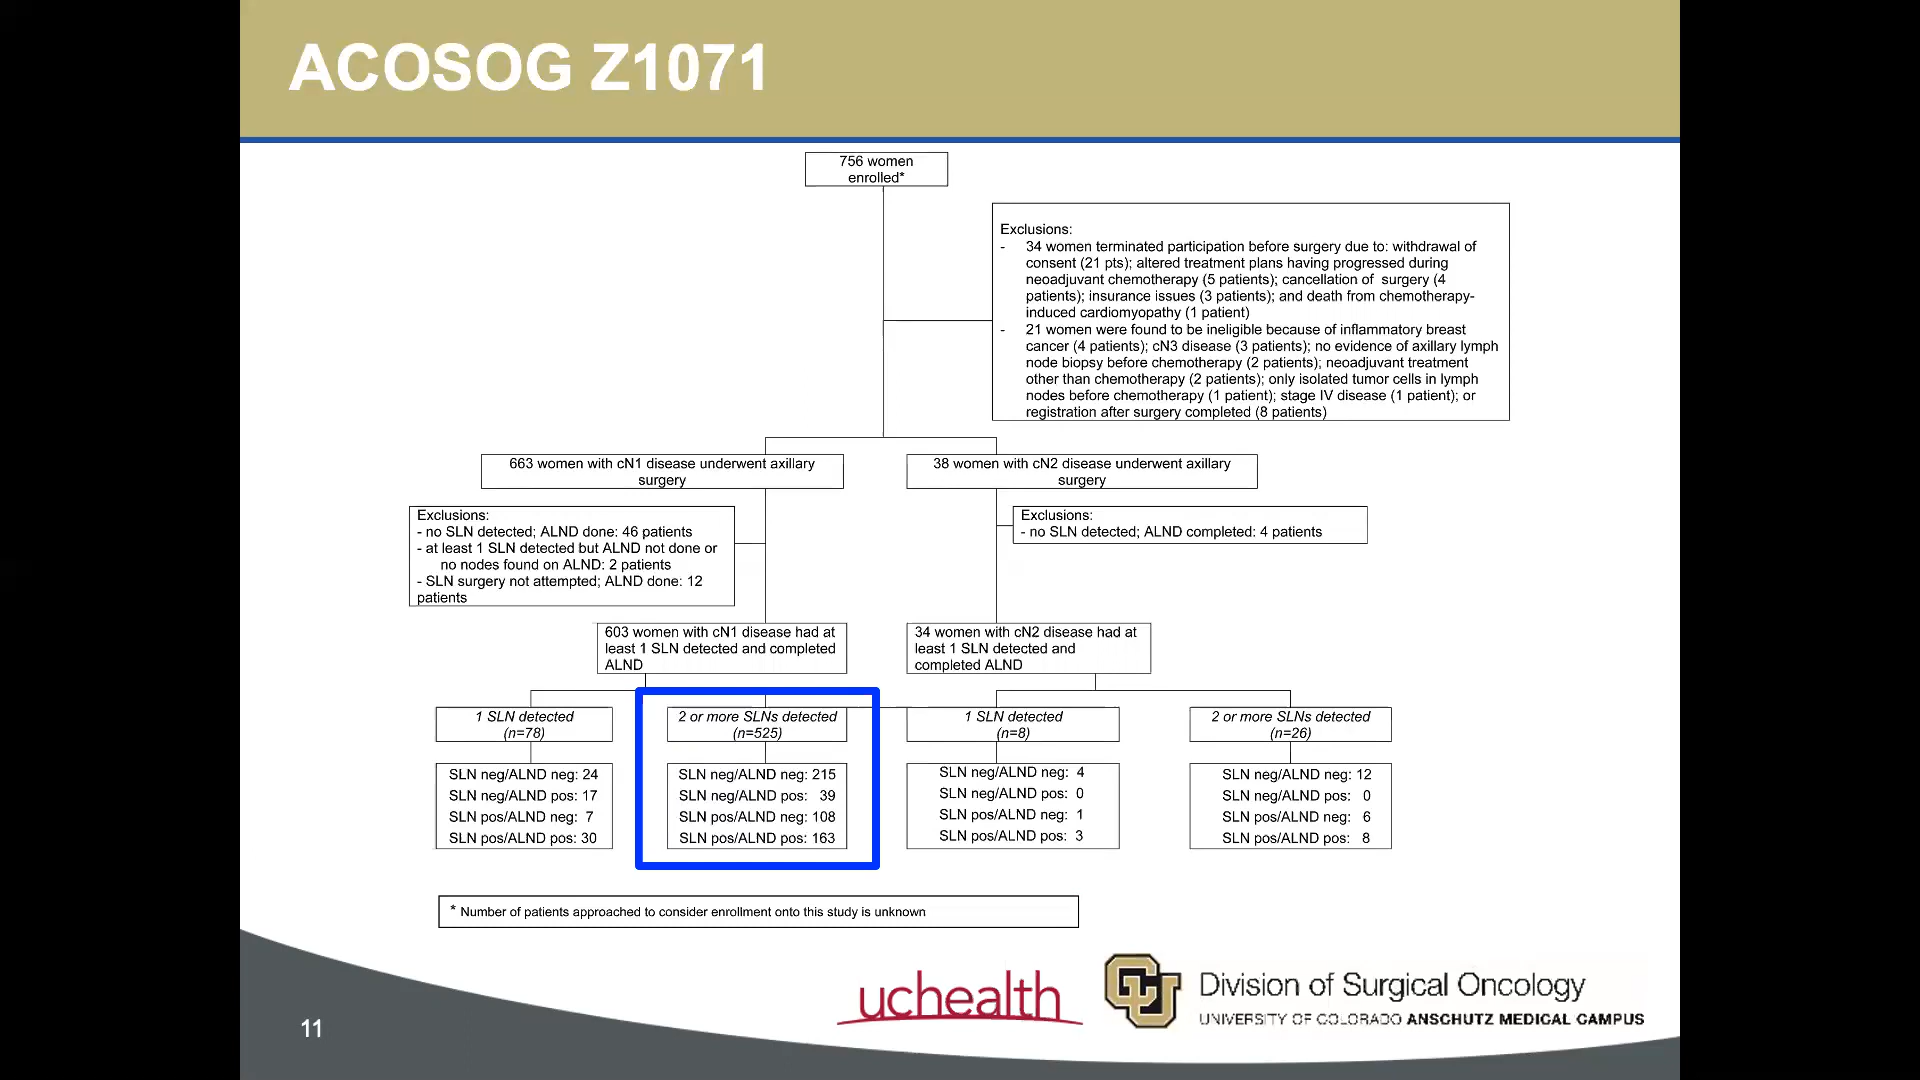 ACOSOG Z1071
756 women
enrolled*
Exclusions:
- 34 women terminated participation before surgery due to: withdrawal of
consent (21 pts); altered treatment plans having progressed during
neoadjuvant chemotherapy (5 patients); cancellation of surgery (4
patients); insurance issues (3 patients); and death from chemotherapy-
induced cardiomyopathy (1 patient)
- 21 women were found to be ineligible because of inflammatory breast
cancer (4 patients); cN3 disease (3 patients); no evidence of axillary lymph
node biopsy before chemotherapy (2 patients); neoadjuvant treatment
other than chemotherapy (2 patients); only isolated tumor cells in lymph
nodes before chemotherapy (1 patient); stage IV disease (1 patient); or
registration after surgery completed (8 patients)
663 women with cN1 disease underwent axillary
surgery
38 women with cN2 disease underwent axillary
surgery
Exclusions:
- no SLN detected; ALND done: 46 patients
- at least 1 SLN detected but ALND not done or
no nodes found on ALND: 2 patients
- SLN surgery not attempted; ALND done: 12
patients
Exclusions:
- no SLN detected; ALND completed: 4 patients
603 women with cN1 disease had at
least 1 SLN detected and completed
ALND
34 women with cN2 disease had at
least 1 SLN detected and
completed ALND
1 SLN detected
(n=78)
SLN neg/ALND neg: 24
SLN neg/ALND pos: 17
SLN pos/ALND neg: 7
SLN pos/ALND pos: 30
2 or more SLNs detected
(n=525)
SLN neg/ALND neg: 215
SLN neg/ALND pos: 39
SLN pos/ALND neg: 108
SLN pos/ALND pos: 163
1 SLN detected
(n=8)
SLN neg/ALND neg: 4
SLN neg/ALND pos: 0
SLN pos/ALND neg: 1
SLN pos/ALND pos: 3
2 or more SLNs detected
(n=26)
SLN neg/ALND neg: 12
SLN neg/ALND pos: 0
SLN pos/ALND neg: 6
SLN pos/ALND pos: 8
* Number of patients approached to consider enrollment onto this study is unknown
11
uchealth
CU
Division of Surgical Oncology
UNIVERSITY OF COLORADO ANSCHUTZ MEDICAL CAMPUS